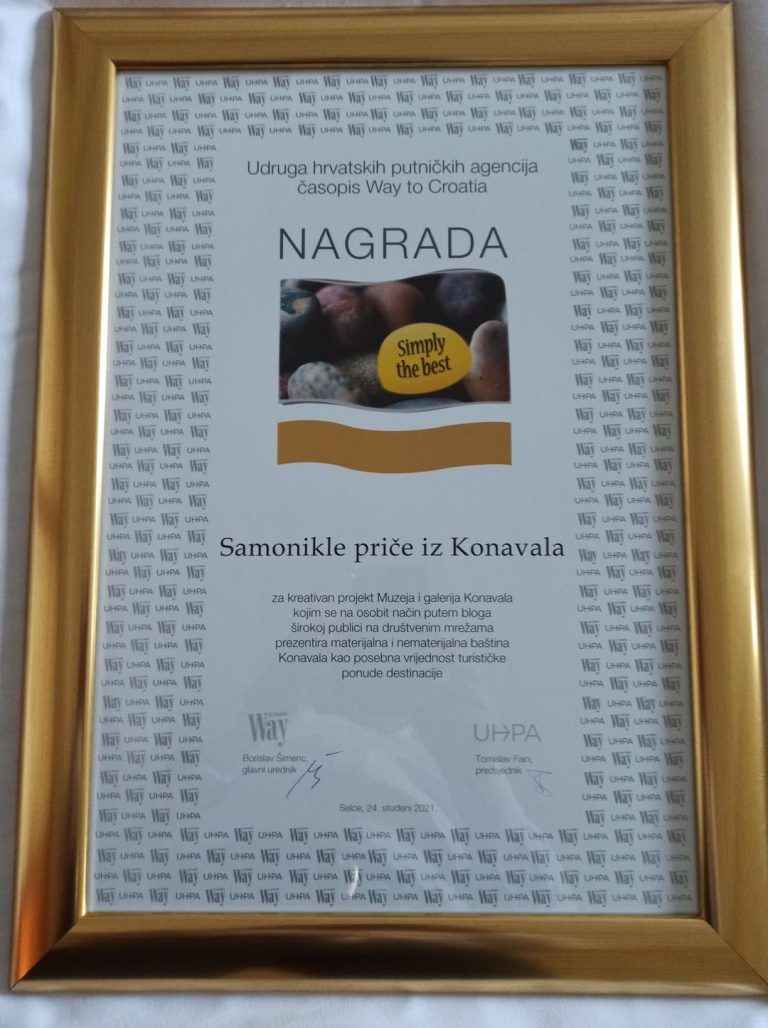 Udruga hrvatskih putničkih agencija
časopis Way to Croatia
NAGRADA
Simply
the best
Samonikle priče iz Konavala
za kreativan projekt Muzeja i galerija Konavala
kojim se na osobit način putem bloga
širokoj publici na društvenim mrežama
prezentira materijalna i nematerijalna baština
Konavala kao posebna vrijednost turističke
ponude destinacije
Way
UHPA
Borislav Šimenc,
glavni urednik
Tomislav Fain,
predsjednik
Selce, 24. studeni 2021.